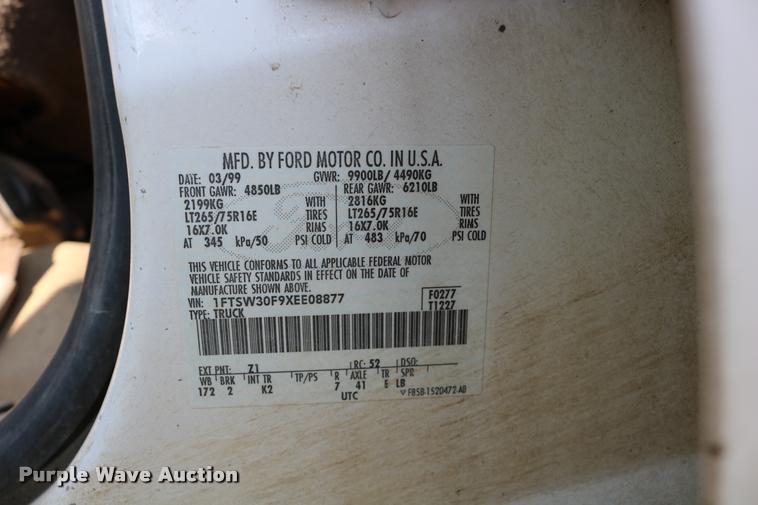 MFD. BY FORD MOTOR CO. IN U.S.A.
DATE: 03/99 GVWR: 9900LB/ 4490KG
FRONT GAWR: 4850LB REAR GAWR: 6210LB
2199KG WITH 2816KG WITH
LT265/75R16E TIRES LT265/75R16E TIRES
16X7.0K RIMS 16X7.0K RIMS
AT 345 kPa/50 PSI COLD AT 483 kPa/70 PSI COLD
THIS VEHICLE CONFORMS TO ALL APPLICABLE FEDERAL MOTOR
VEHICLE SAFETY STANDARDS IN EFFECT ON THE DATE OF
MANUFACTURE SHOWN ABOVE.
VIN: 1FTSW30F9XEE08877 F0277
TYPE: TRUCK T1227
EXT PNT: Z1 RC: 52 DSO:
WB BRK INT TR TP/PS R AXLE TR SPR
172 2 K2 7 41 E LB
UTC F85B-1520472-AB
Purple Wave Auction Purple Wave Auction